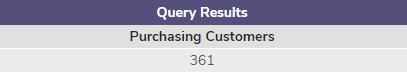 Query Results
Purchasing Customers
361